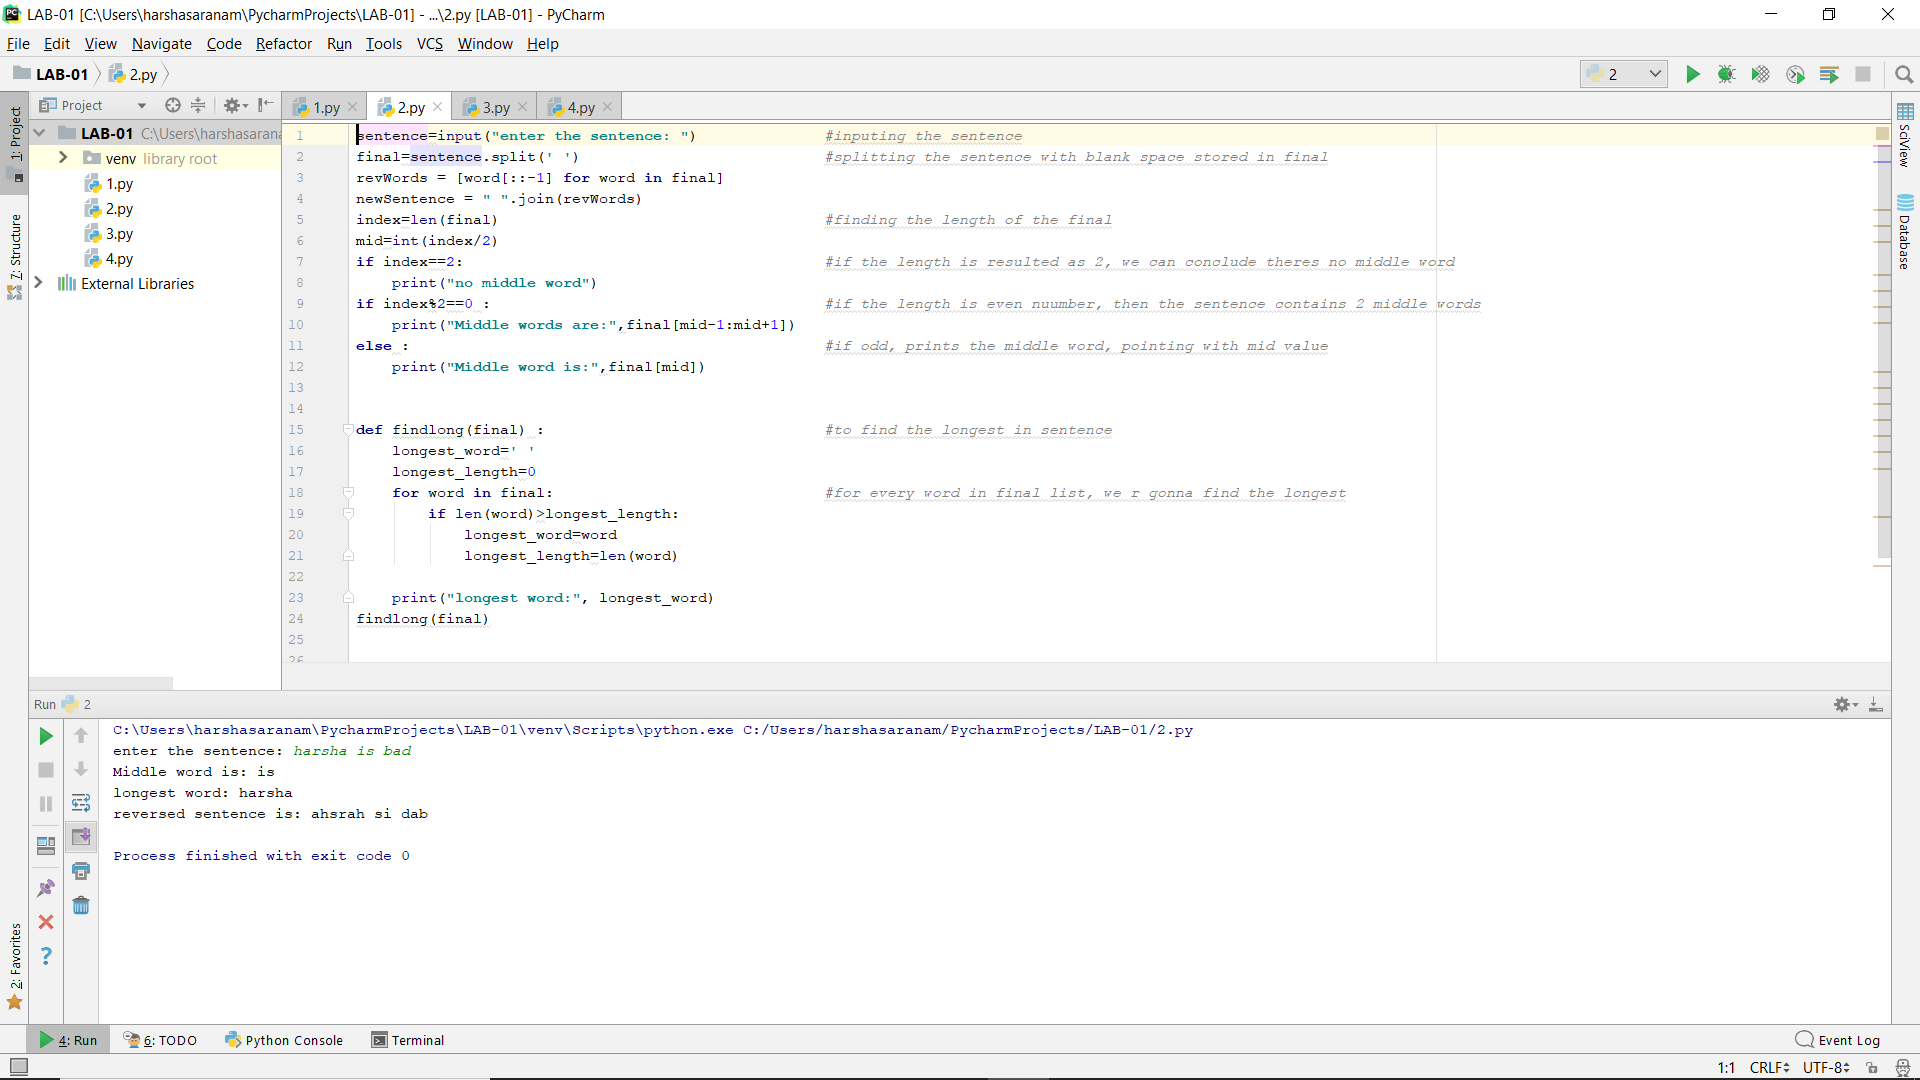 LAB-01 [C:\Users\harshasaranam\PycharmProjects\LAB-01] - ...\2.py [LAB-01] - PyCharm
File Edit View Navigate Code Refactor Run Tools VCS Window Help
LAB-01 2.py
2
Project
1.py 2.py 3.py 4.py
1: Project
7: Structure
2: Favorites
LAB-01 C:\Users\harshasarana
venv library root
1.py
2.py
3.py
4.py
External Libraries
1 sentence=input("enter the sentence: ") #inputing the sentence
2 final=sentence.split(' ') #splitting the sentence with blank space stored in final
3 revWords = [word[::-1] for word in final]
4 newSentence = " ".join(revWords)
5 index=len(final) #finding the length of the final
6 mid=int(index/2)
7 if index==2: #if the length is resulted as 2, we can conclude theres no middle word
8 print("no middle word")
9 if index%2==0 : #if the length is even nuumber, then the sentence contains 2 middle words
10 print("Middle words are:",final[mid-1:mid+1])
11 else : #if odd, prints the middle word, pointing with mid value
12 print("Middle word is:",final[mid])
13
14
15 def findlong(final) : #to find the longest in sentence
16 longest_word=' '
17 longest_length=0
18 for word in final: #for every word in final list, we r gonna find the longest
19 if len(word)>longest_length:
20 longest_word=word
21 longest_length=len(word)
22
23 print("longest word:", longest_word)
24 findlong(final)
25
26
SciView
Database
Run 2
C:\Users\harshasaranam\PycharmProjects\LAB-01\venv\Scripts\python.exe C:/Users/harshasaranam/PycharmProjects/LAB-01/2.py
enter the sentence: harsha is bad
Middle word is: is
longest word: harsha
reversed sentence is: ahsrah si dab
Process finished with exit code 0
4: Run 6: TODO Python Console Terminal Event Log
1:1 CRLF UTF-8